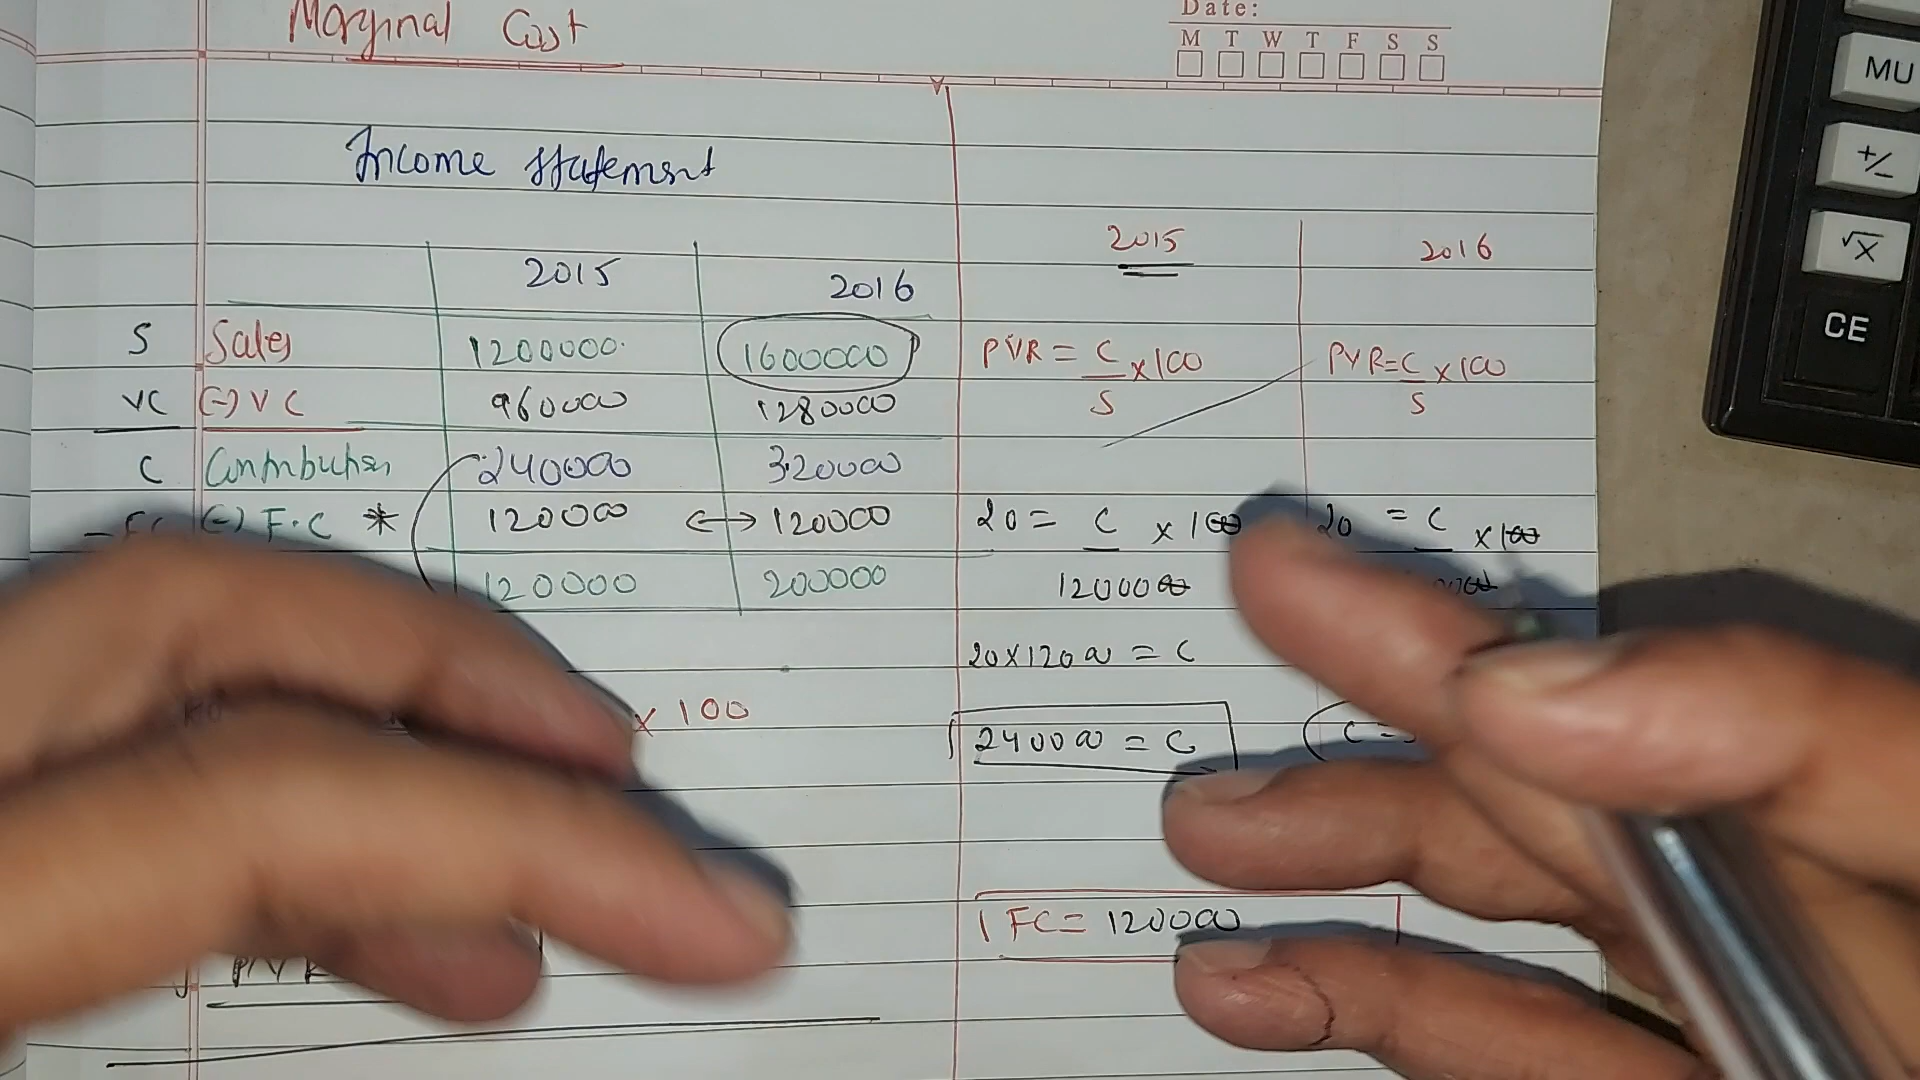 Marginal Cost
Date:
M T W T F S S
MU
Income statement
+/-
√X
CE
2015 2016
2015 2016
S Sales 1200000 1600000
PVR = C/S x100
PVR=C/S x100
VC (-) VC 960000 1280000
C Contribution 240000 320000
(-) F.C * 120000 ↔ 120000
20 = C x 100
120000
20 = C x100
120000 200000
20x12000 = C
x 100
240000 = C
C =
FC = 120000